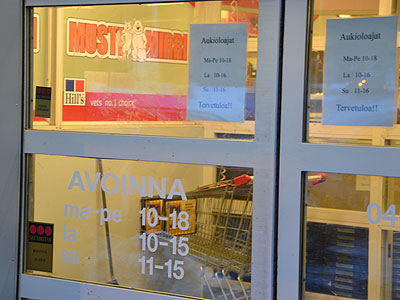 MUSTI MIRRI
Hill's
vets' no.1 choice
Aukioloajat
Ma-Pe 10-18
La 10-16
Su 11-16
Tervetuloa!!
Aukioloajat
Ma-Pe 10-18
La 10-16
Su 11-16
Tervetuloa!!
AVOINNA
ma-pe 10-18
la 10-15
su 11-15
04